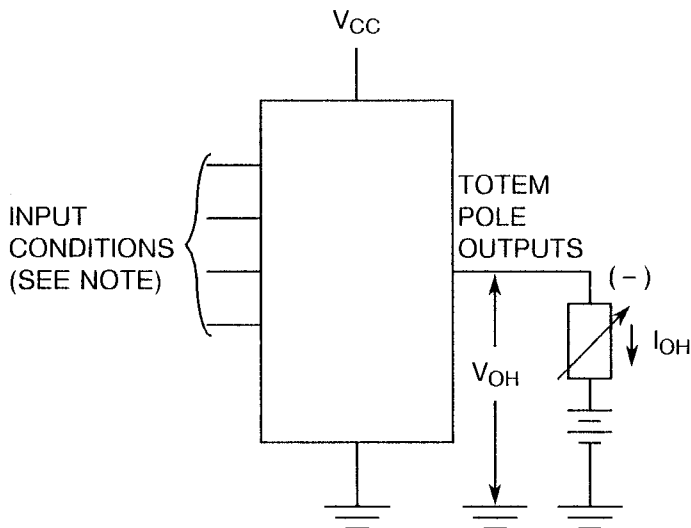 VCC
INPUT
CONDITIONS
(SEE NOTE)
TOTEM
POLE
OUTPUTS
(-)
IOH
VOH